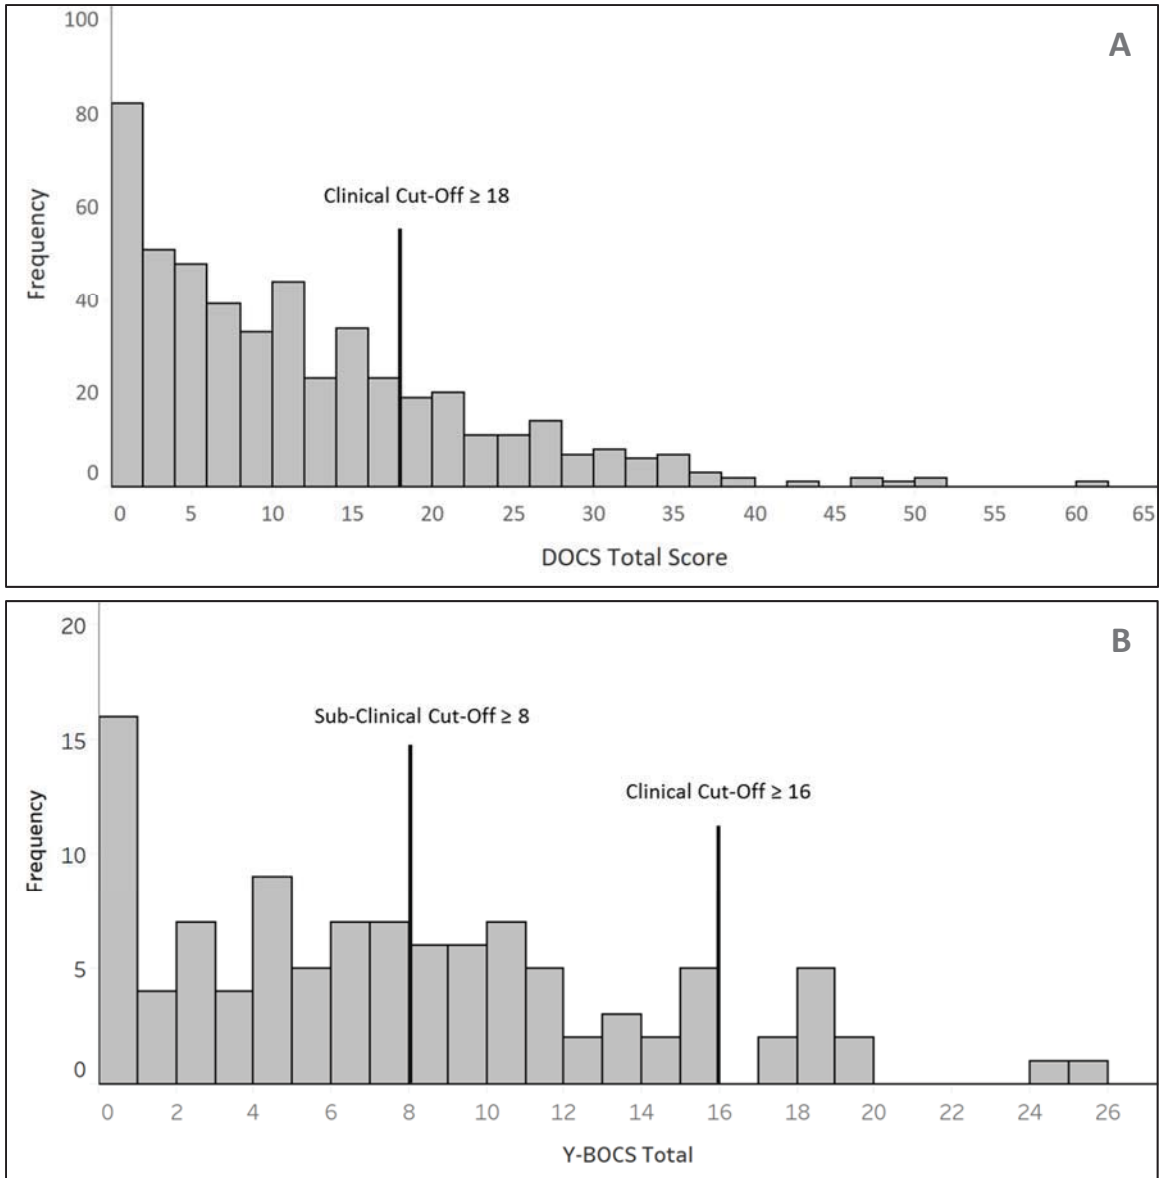 A
100
80
60
40
20
0
Frequency
Clinical Cut-Off ≥ 18
0 5 10 15 20 25 30 35 40 45 50 55 60 65
DOCS Total Score
B
20
15
10
5
0
Frequency
Sub-Clinical Cut-Off ≥ 8
Clinical Cut-Off ≥ 16
0 2 4 6 8 10 12 14 16 18 20 22 24 26
Y-BOCS Total